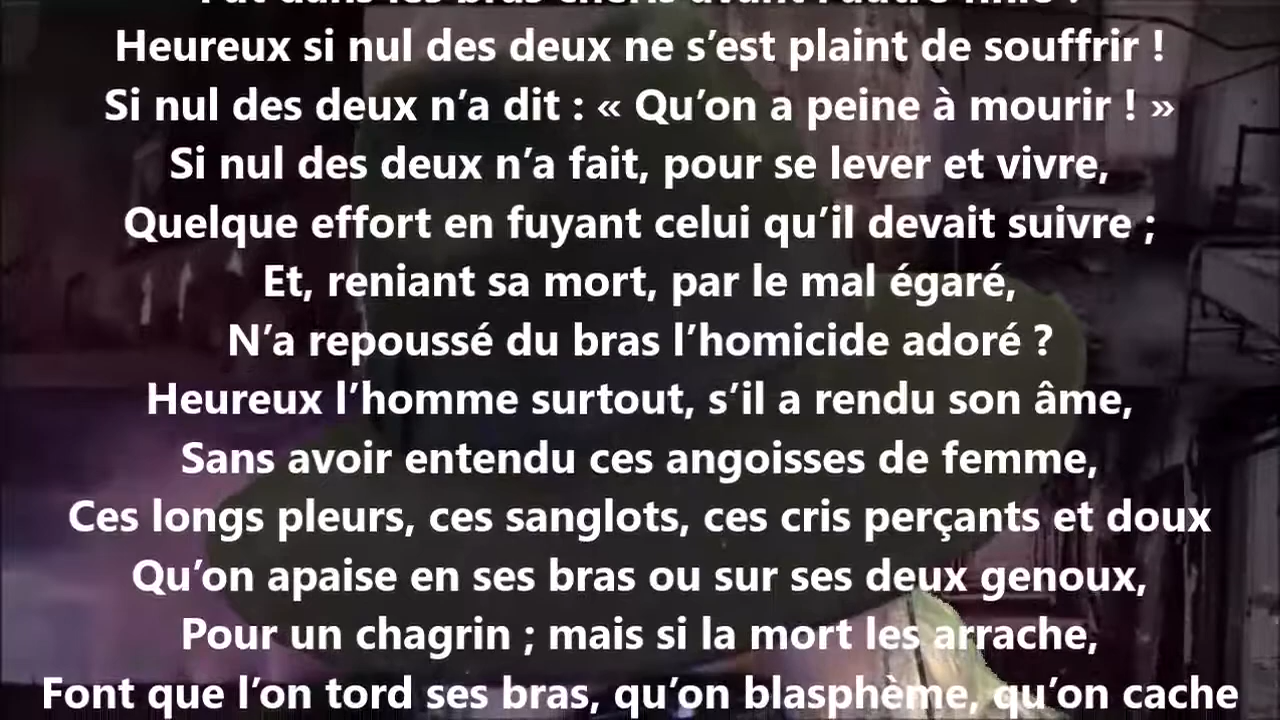 Heureux si nul des deux ne s’est plaint de souffrir !
Si nul des deux n’a dit : « Qu’on a peine à mourir ! »
Si nul des deux n’a fait, pour se lever et vivre,
Quelque effort en fuyant celui qu’il devait suivre ;
Et, reniant sa mort, par le mal égaré,
N’a repoussé du bras l’homicide adoré ?
Heureux l’homme surtout, s’il a rendu son âme,
Sans avoir entendu ces angoisses de femme,
Ces longs pleurs, ces sanglots, ces cris perçants et doux
Qu’on apaise en ses bras ou sur ses deux genoux,
Pour un chagrin ; mais si la mort les arrache,
Font que l’on tord ses bras, qu’on blasphème, qu’on cache